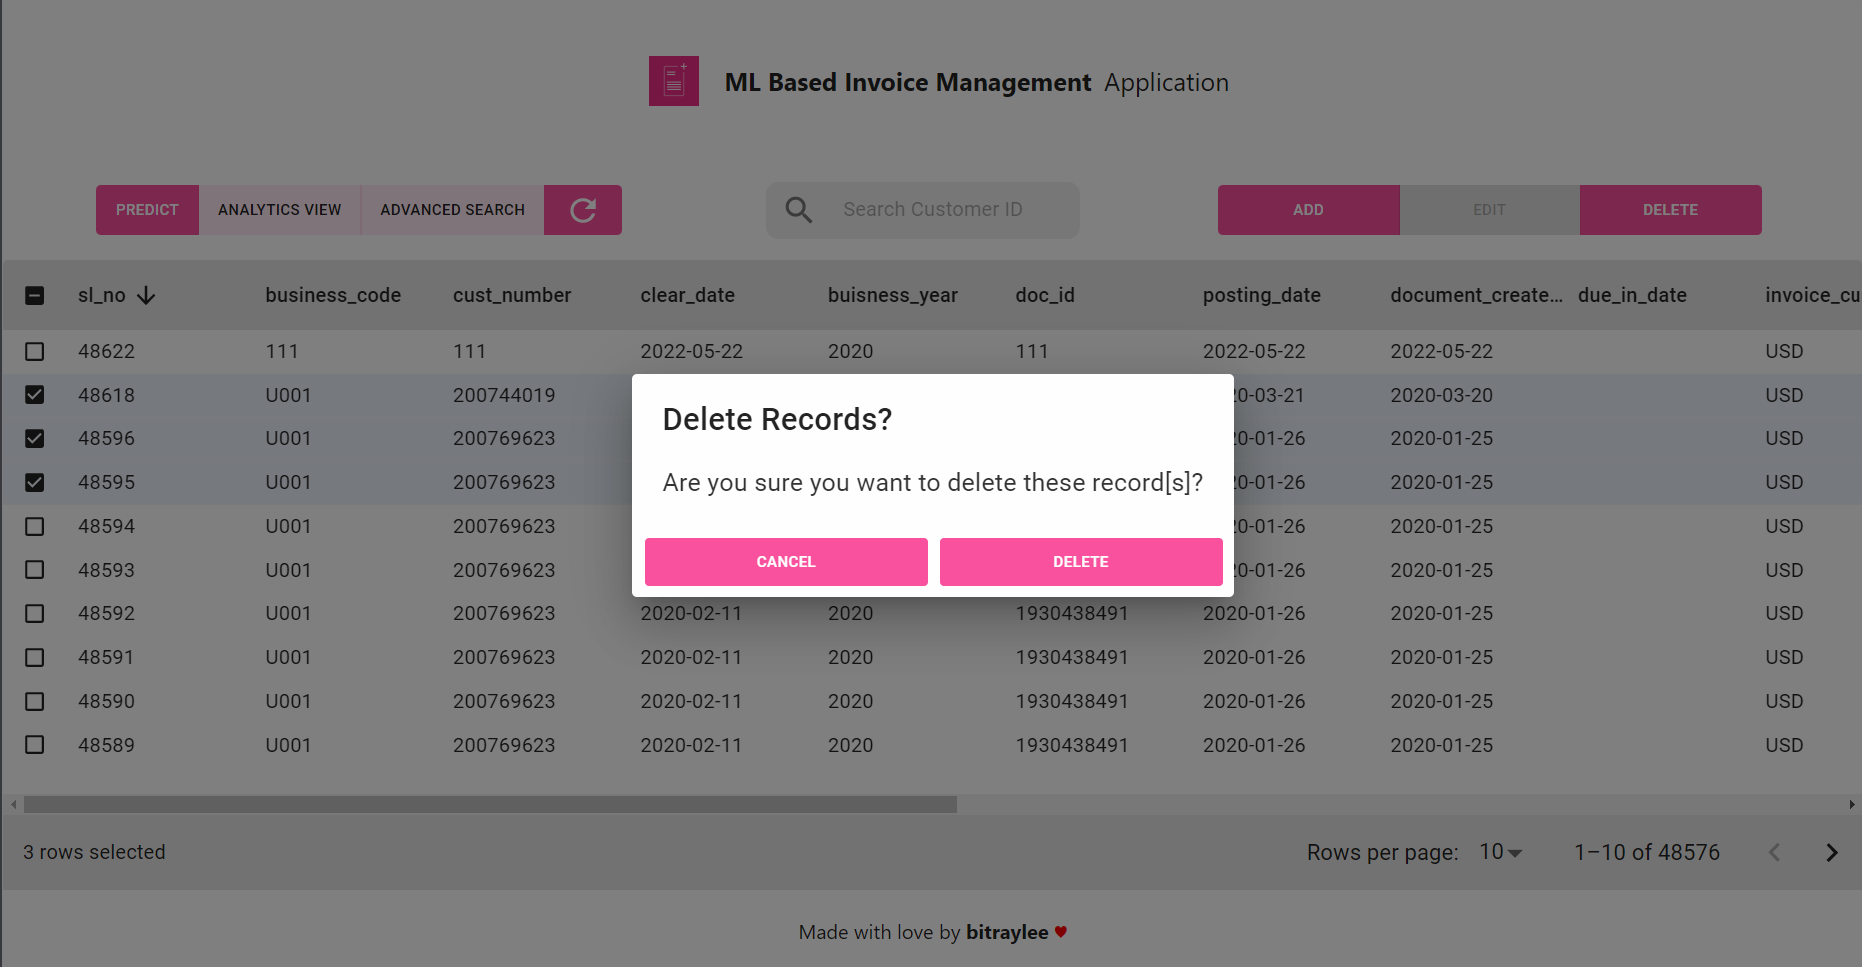 ML Based Invoice Management Application
PREDICT ANALYTICS VIEW ADVANCED SEARCH Search Customer ID ADD EDIT DELETE
sl_no business_code cust_number clear_date buisness_year doc_id posting_date document_create... due_in_date invoice_cu
48622 111 111 2022-05-22 2020 111 2022-05-22 2022-05-22 USD
48618 U001 200744019 0-03-21 2020-03-20 USD
48596 U001 200769623 0-01-26 2020-01-25 USD
48595 U001 200769623 0-01-26 2020-01-25 USD
48594 U001 200769623 0-01-26 2020-01-25 USD
48593 U001 200769623 0-01-26 2020-01-25 USD
48592 U001 200769623 2020-02-11 2020 1930438491 2020-01-26 2020-01-25 USD
48591 U001 200769623 2020-02-11 2020 1930438491 2020-01-26 2020-01-25 USD
48590 U001 200769623 2020-02-11 2020 1930438491 2020-01-26 2020-01-25 USD
48589 U001 200769623 2020-02-11 2020 1930438491 2020-01-26 2020-01-25 USD
Delete Records?
Are you sure you want to delete these record[s]?
CANCEL DELETE
3 rows selected Rows per page: 10 1–10 of 48576
Made with love by bitraylee ♥